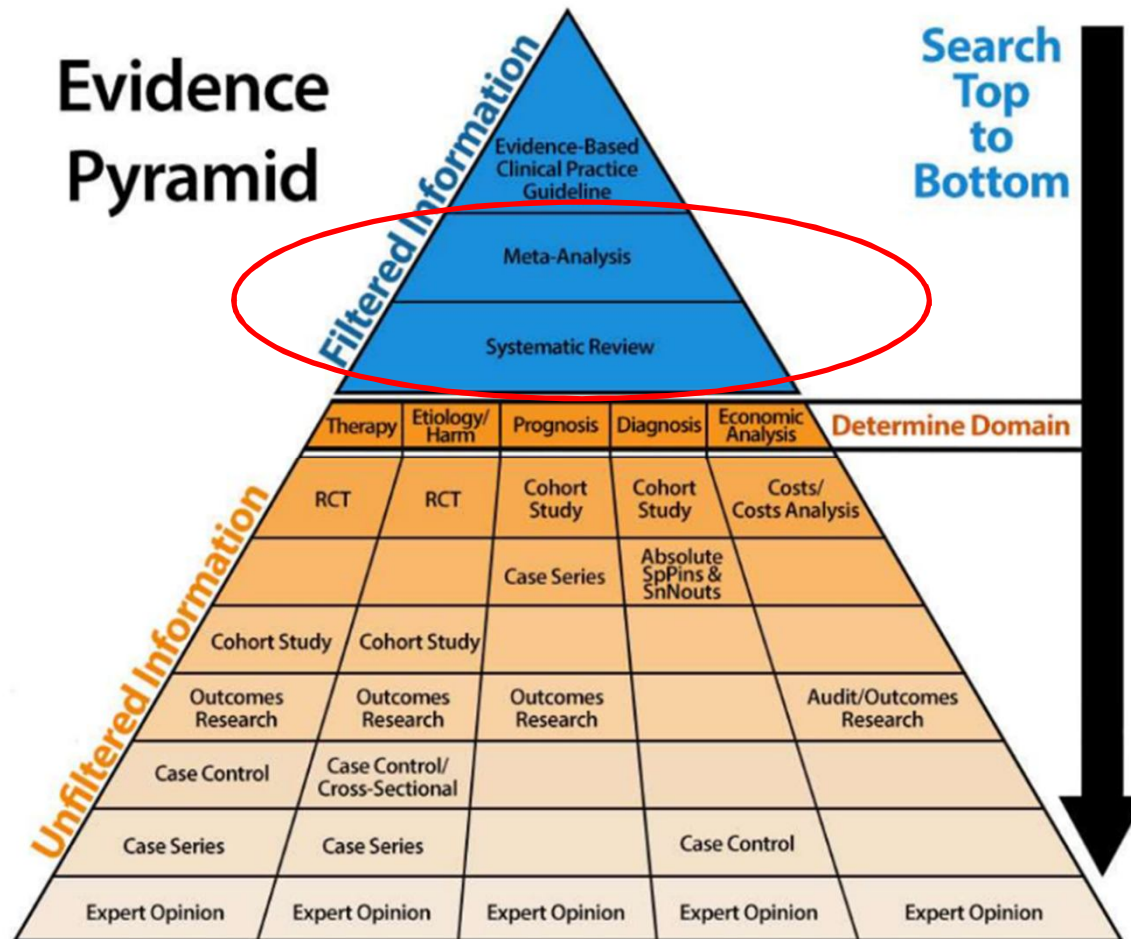 Evidence
Pyramid
Search
Top
to
Bottom
Filtered Information
Evidence-Based
Clinical Practice
Guideline
Meta-Analysis
Systematic Review
Therapy
Etiology/
Harm
Prognosis
Diagnosis
Economic
Analysis
Determine Domain
Unfiltered Information
RCT
RCT
Cohort
Study
Cohort
Study
Costs/
Costs Analysis
Case Series
Absolute
SpPins &
SnNouts
Cohort Study
Cohort Study
Outcomes
Research
Outcomes
Research
Outcomes
Research
Audit/Outcomes
Research
Case Control
Case Control/
Cross-Sectional
Case Series
Case Series
Case Control
Expert Opinion
Expert Opinion
Expert Opinion
Expert Opinion
Expert Opinion